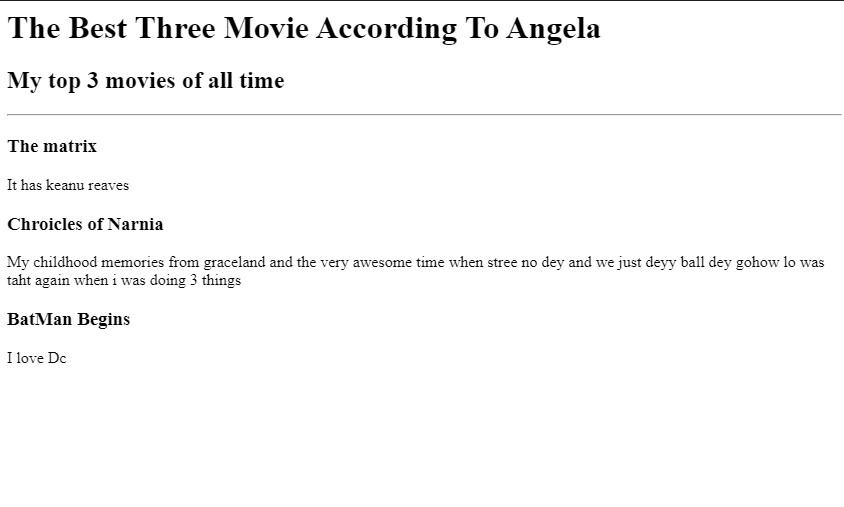 The Best Three Movie According To Angela
My top 3 movies of all time
The matrix
It has keanu reaves
Chroicles of Narnia
My childhood memories from graceland and the very awesome time when stree no dey and we just deyy ball dey gohow lo was
taht again when i was doing 3 things
BatMan Begins
I love Dc